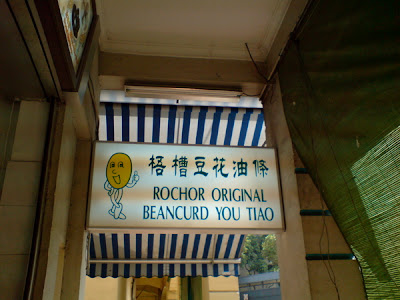 梧槽豆花油條
ROCHOR ORIGINAL
BEANCURD YOU TIAO